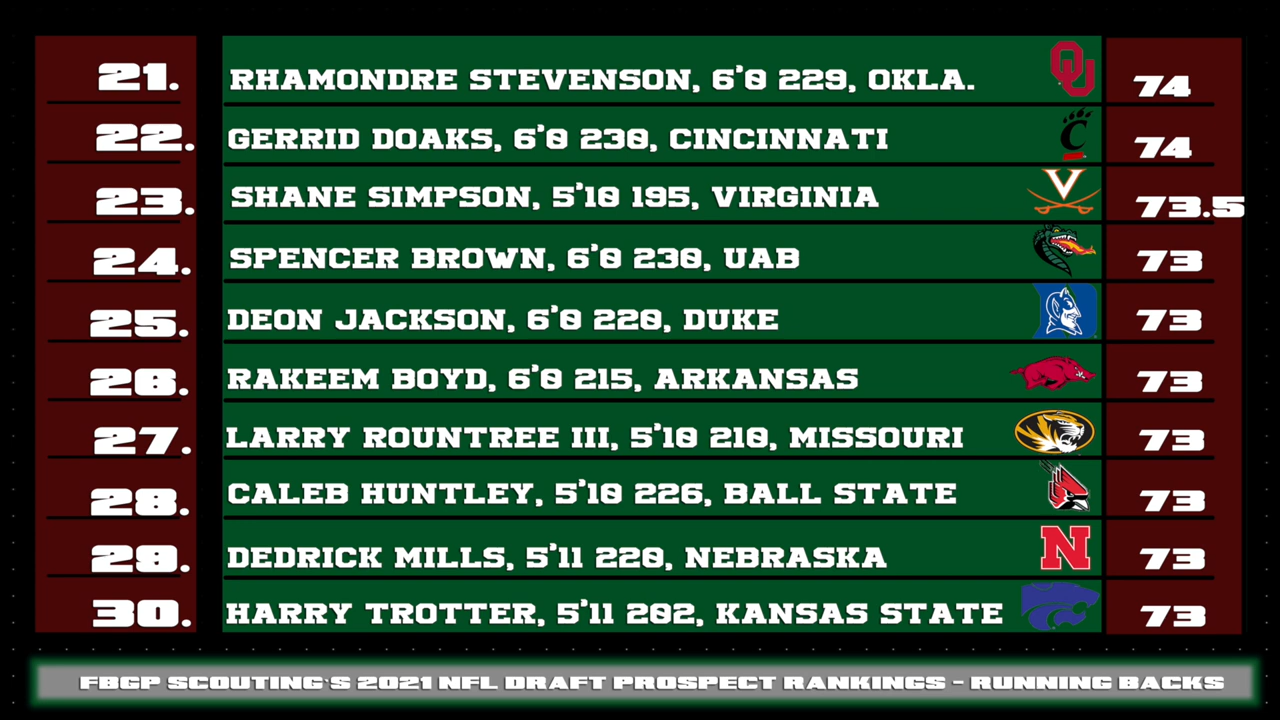 21. RHAMONDRE STEVENSON, 6'0 229, OKLA. 74
22. GERRID DOAKS, 6'0 230, CINCINNATI 74
23. SHANE SIMPSON, 5'10 195, VIRGINIA 73.5
24. SPENCER BROWN, 6'0 230, UAB 73
25. DEON JACKSON, 6'0 220, DUKE 73
26. RAKEEM BOYD, 6'0 215, ARKANSAS 73
27. LARRY ROUNTREE III, 5'10 210, MISSOURI 73
28. CALEB HUNTLEY, 5'10 226, BALL STATE 73
29. DEDRICK MILLS, 5'11 220, NEBRASKA 73
30. HARRY TROTTER, 5'11 202, KANSAS STATE 73
FBGP SCOUTING'S 2021 NFL DRAFT PROSPECT RANKINGS - RUNNING BACKS